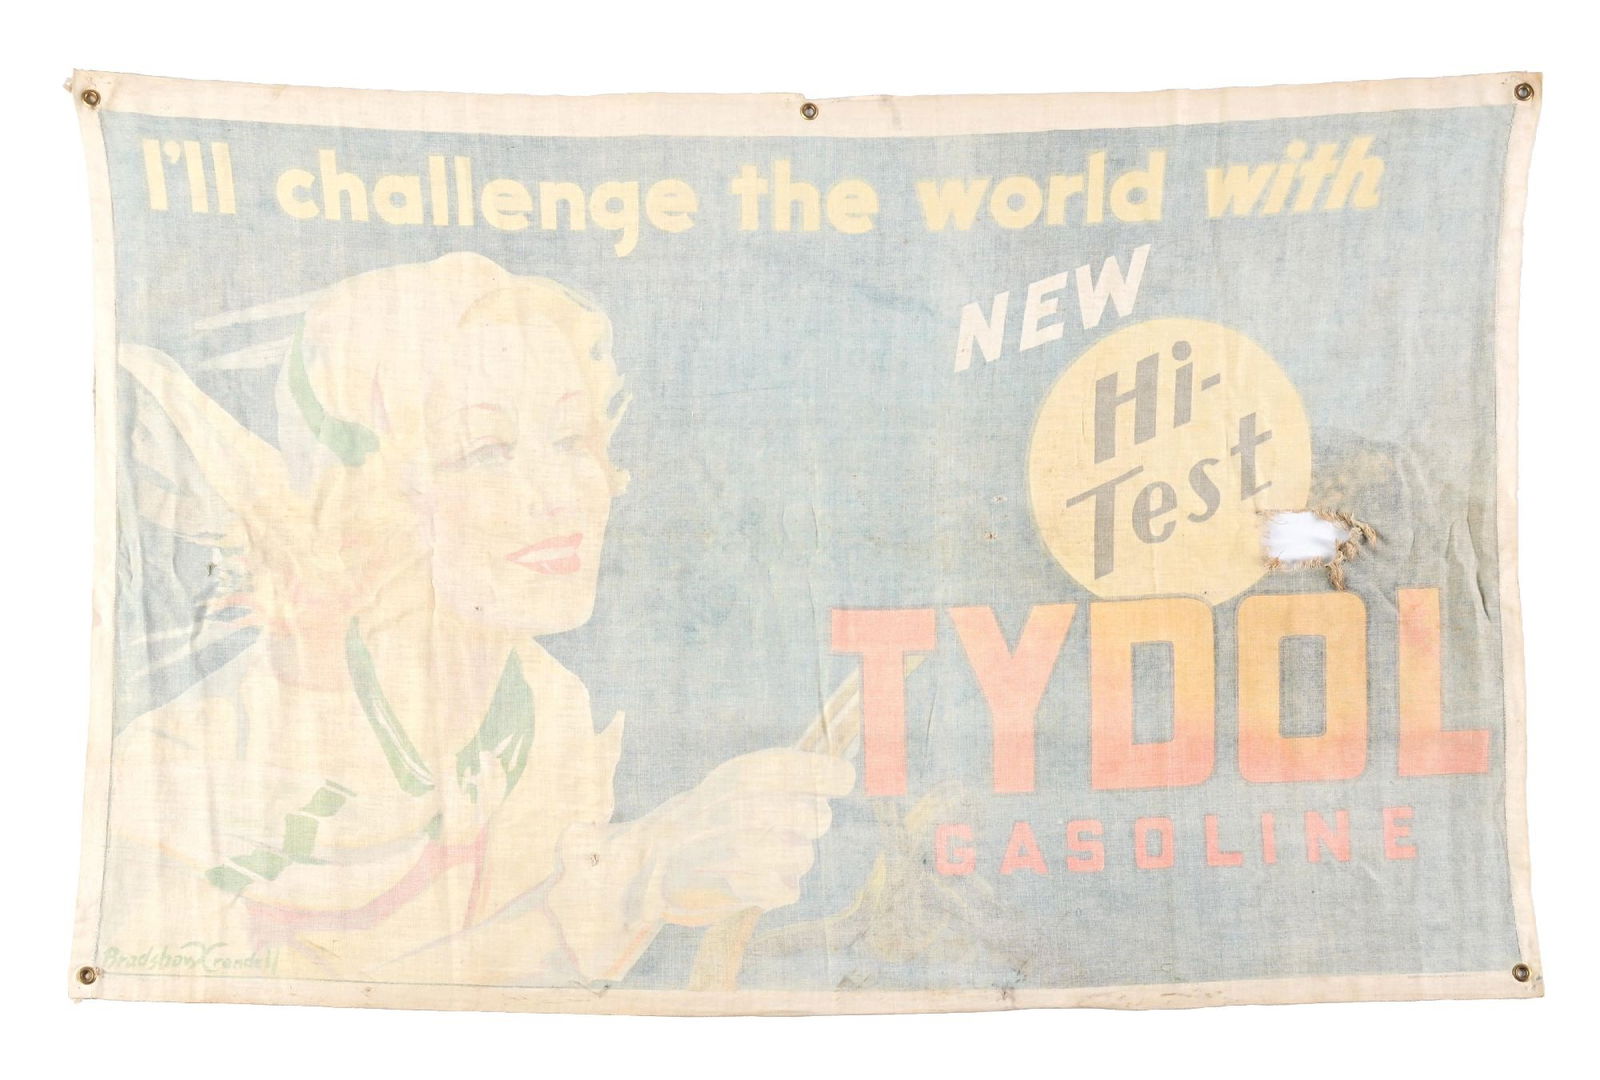 I'll challenge the world with
NEW
Hi-
Test
TYDOL
GASOLINE
Bradshaw Crandell